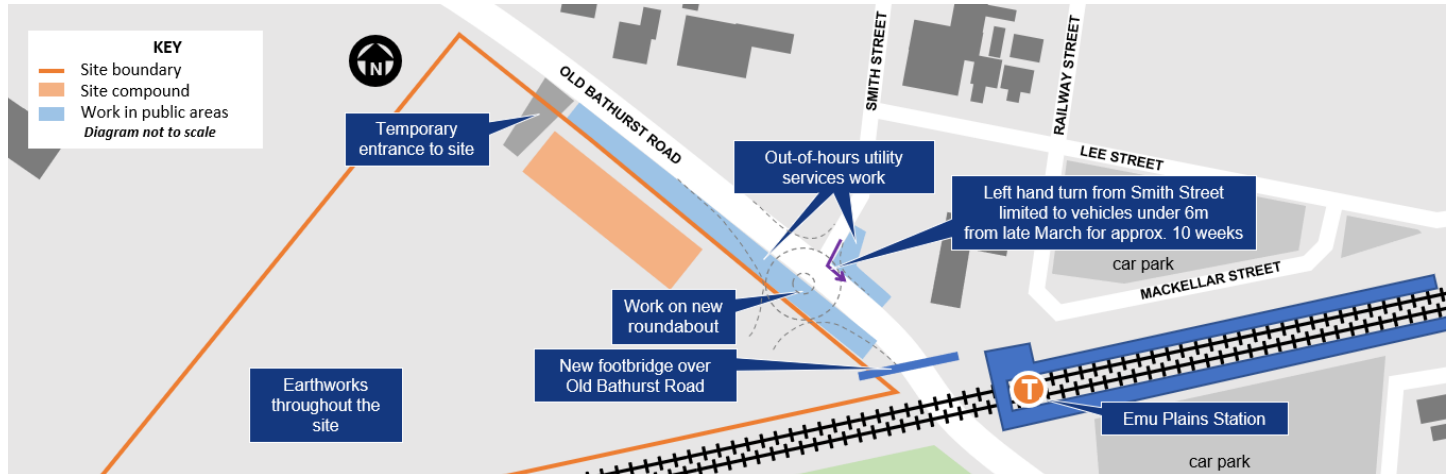 KEY
Site boundary
Site compound
Work in public areas
Diagram not to scale
N
OLD BATHURST ROAD
SMITH STREET
RAILWAY STREET
LEE STREET
Temporary
entrance to site
Out-of-hours utility
services work
Left hand turn from Smith Street
limited to vehicles under 6m
from late March for approx. 10 weeks
car park
MACKELLAR STREET
Work on new
roundabout
New footbridge over
Old Bathurst Road
Earthworks
throughout the
site
T
Emu Plains Station
car park